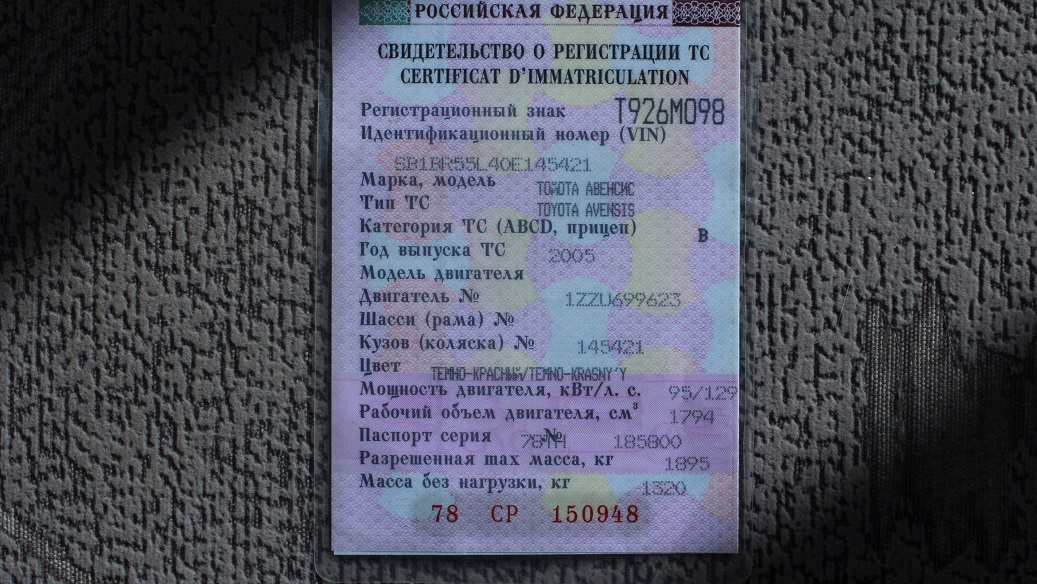 РОССИЙСКАЯ ФЕДЕРАЦИЯ
СВИДЕТЕЛЬСТВО О РЕГИСТРАЦИИ ТС
CERTIFICAT D'IMMATRICULATION
Регистрационный знак Т926МО98
Идентификационный номер (VIN)
SB1BR55L40E145421
Марка, модель ТОЙОТА АВЕНСИС
Тип ТС TOYOTA AVENSIS
Категория ТС (ABCD, прицеп) B
Год выпуска ТС 2005
Модель двигателя
Двигатель № 1ZZU699623
Шасси (рама) №
Кузов (коляска) № 145421
Цвет ТЕМНО-КРАСНЫЙ/TEMNO-KRASNY'Y
Мощность двигателя, кВт/л. с. 95/129
Рабочий объем двигателя, см³ 1794
Паспорт серия 78ТН № 185800
Разрешенная max масса, кг 1895
Масса без нагрузки, кг 1320
78 СР 150948